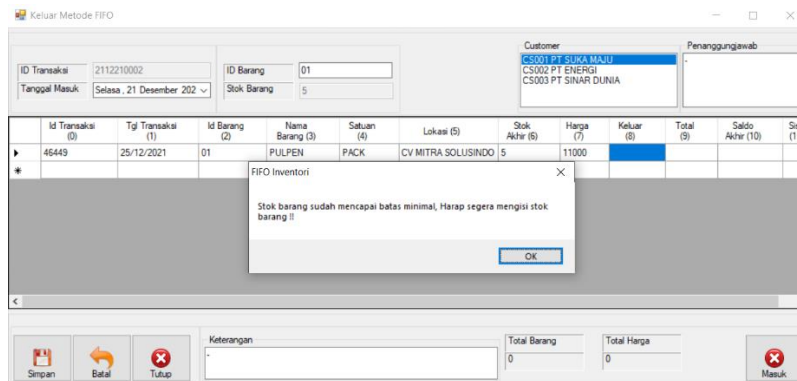 Keluar Metode FIFO
Customer
Penanggungjawab
ID Transaksi 2112210002
ID Barang 01
Tanggal Masuk Selasa , 21 Desember 202
Stok Barang 5
CS001 PT SUKA MAJU
CS002 PT ENERGI
CS003 PT SINAR DUNIA
-
Id Transaksi (0) Tgl Transaksi (1) Id Barang (2) Nama Barang (3) Satuan (4) Lokasi (5) Stok Akhir (6) Harga (7) Keluar (8) Total (9) Saldo Akhir (10)
46449 25/12/2021 01 PULPEN PACK CV MITRA SOLUSINDO 5 11000
FIFO Inventori
Stok barang sudah mencapai batas minimal, Harap segera mengisi stok
barang !!
OK
Keterangan
-
Total Barang
0
Total Harga
0
Simpan
Batal
Tutup
Masuk